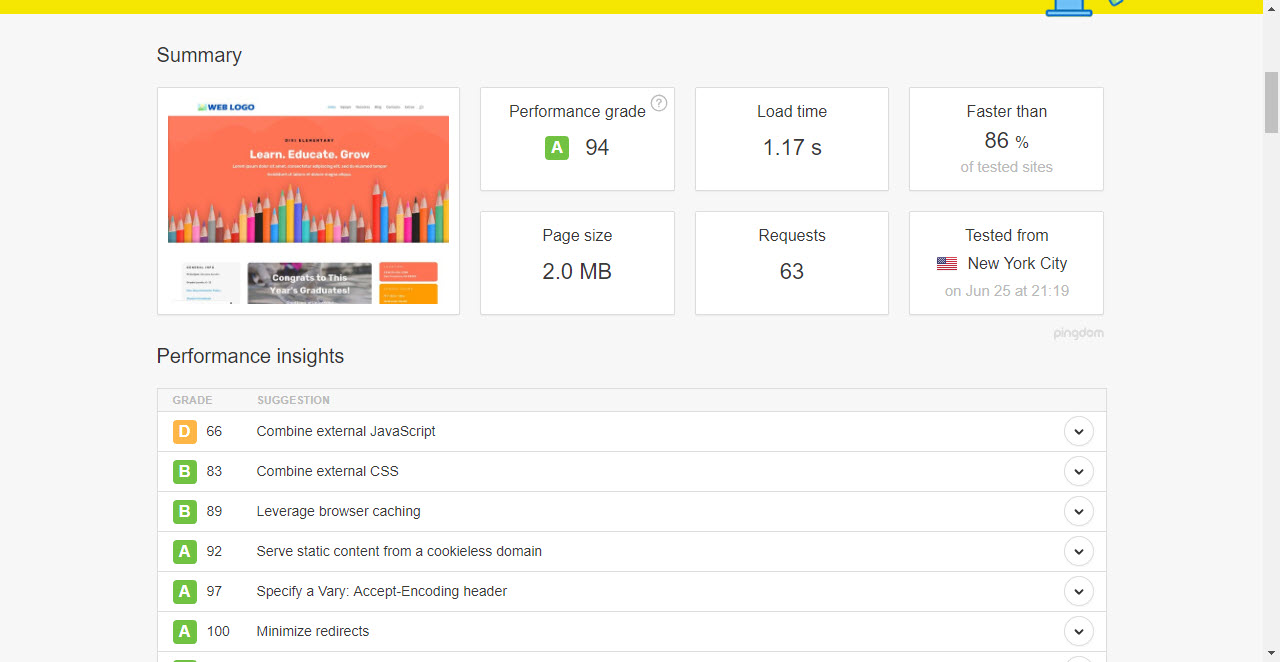 Summary
WEB LOGO
DIVI ELEMENTARY
Learn. Educate. Grow
GENERAL INFO
Congrats to This
Year's Graduates!
Performance grade ?
A 94
Load time
1.17 s
Faster than
86 %
of tested sites
Page size
2.0 MB
Requests
63
Tested from
New York City
on Jun 25 at 21:19
pingdom
Performance insights
GRADE SUGGESTION
D 66 Combine external JavaScript
B 83 Combine external CSS
B 89 Leverage browser caching
A 92 Serve static content from a cookieless domain
A 97 Specify a Vary: Accept-Encoding header
A 100 Minimize redirects